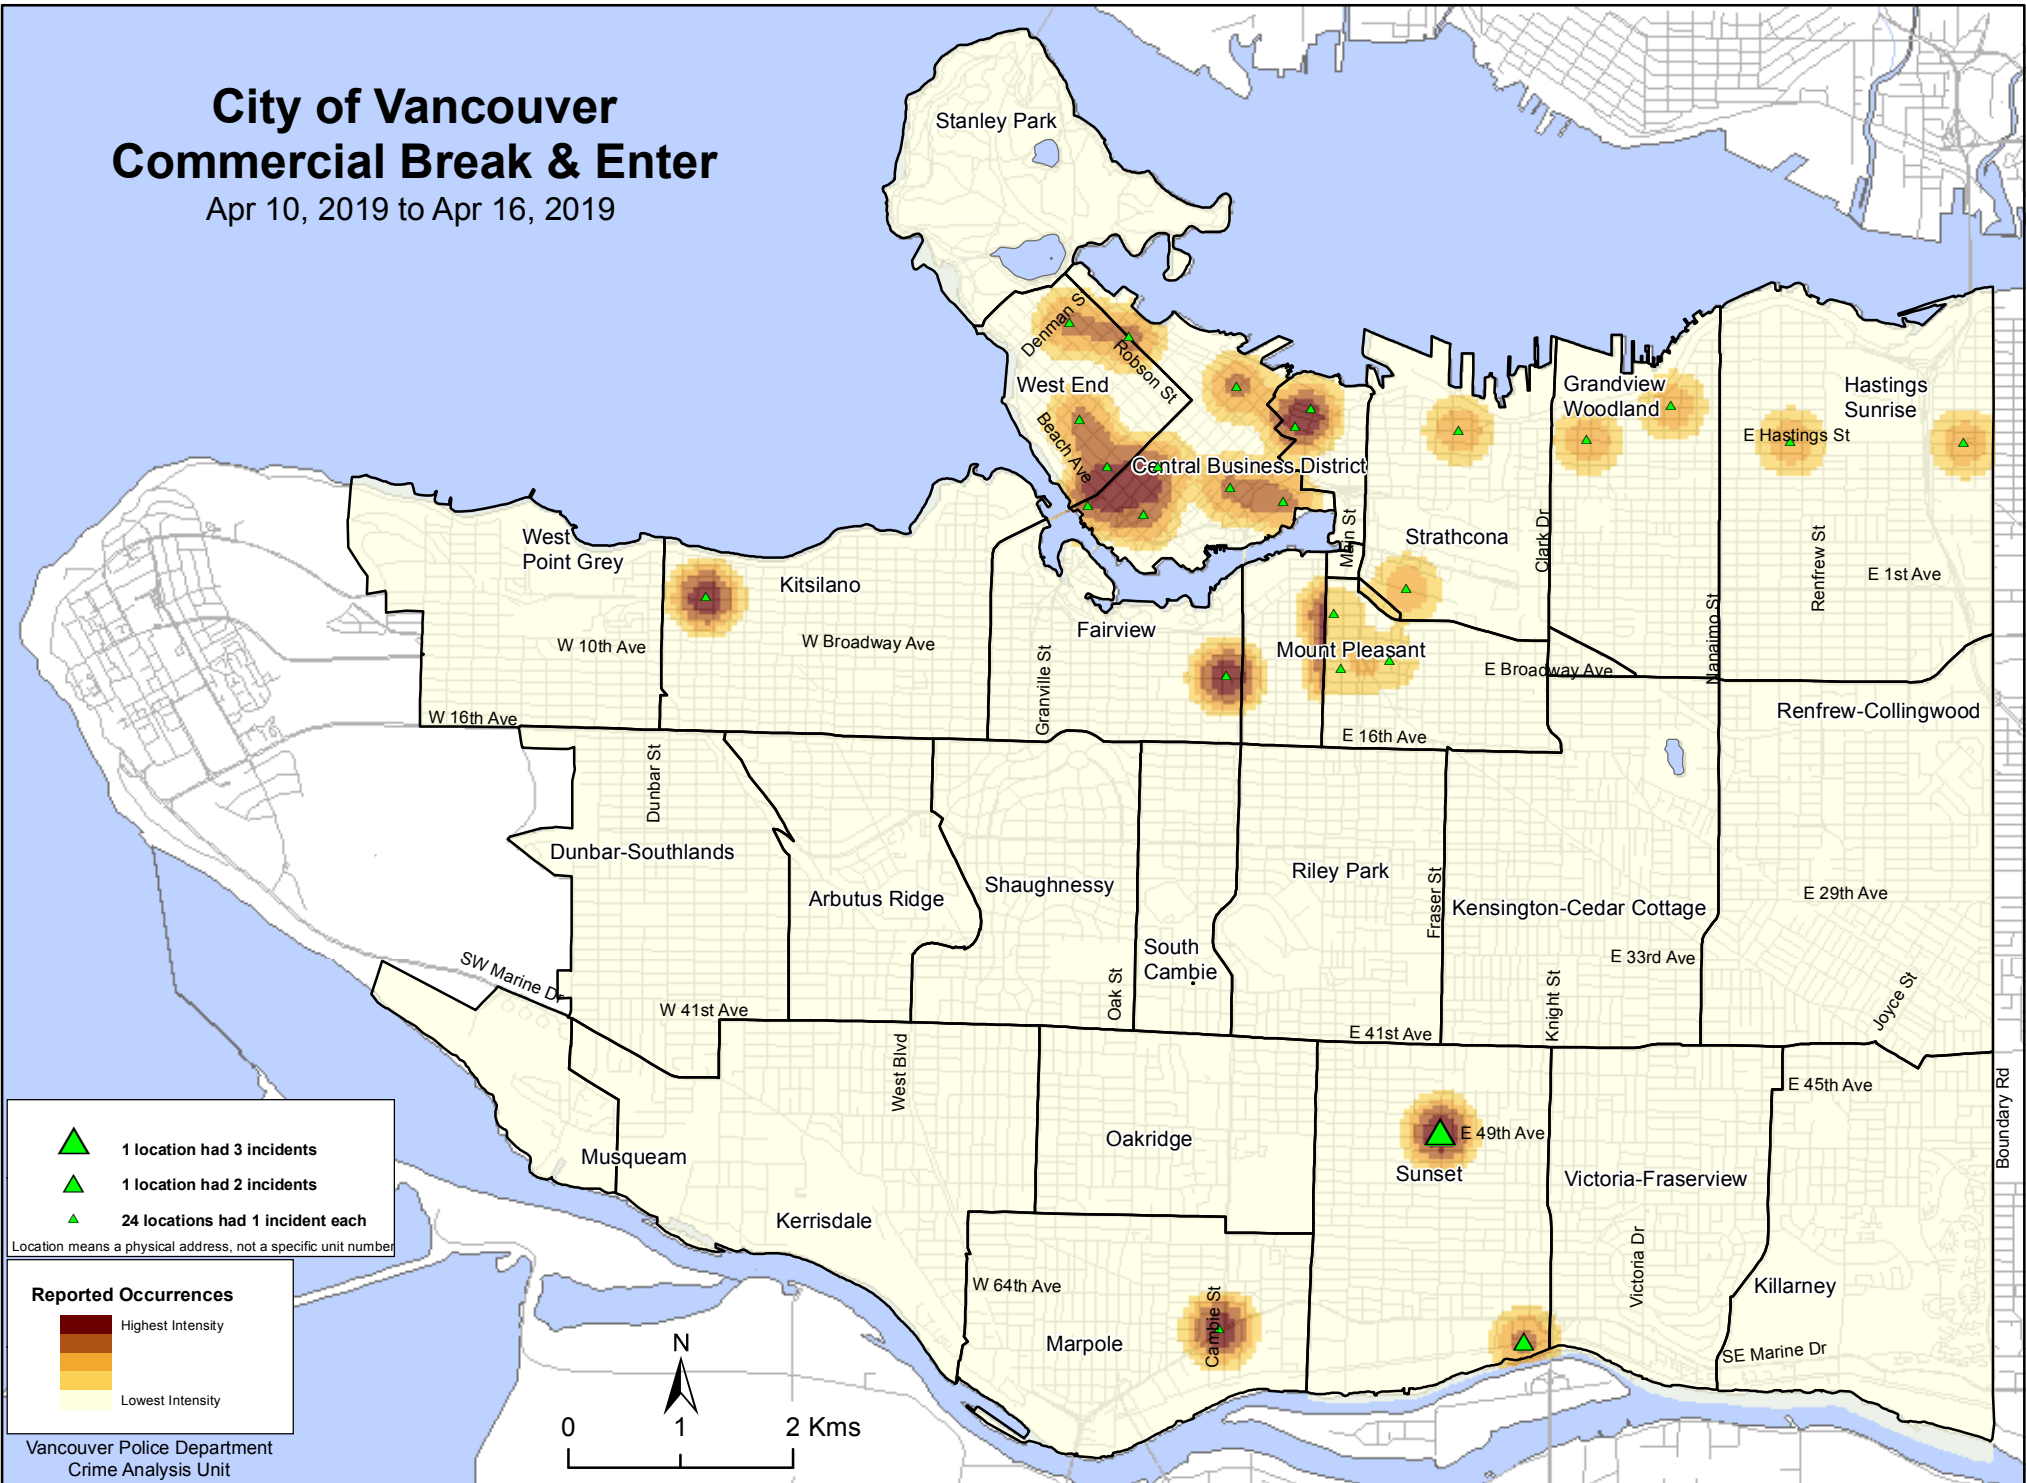 City of Vancouver
Commercial Break & Enter
Apr 10, 2019 to Apr 16, 2019
Stanley Park
Denman S
Robson St
West End
Beach Ave
Central Business District
Grandview
Woodland
Hastings
Sunrise
E Hastings St
West
Point Grey
Kitsilano
Main St
Strathcona
Clark Dr
Renfrew St
E 1st Ave
Nanaimo St
W 10th Ave
W Broadway Ave
Fairview
Granville St
Mount Pleasant
E Broadway Ave
W 16th Ave
E 16th Ave
Renfrew-Collingwood
Dunbar St
Dunbar-Southlands
Arbutus Ridge
Shaughnessy
Riley Park
Fraser St
Kensington-Cedar Cottage
E 29th Ave
South
Cambie
E 33rd Ave
SW Marine Dr
W 41st Ave
Oak St
E 41st Ave
Knight St
Joyce St
West Blvd
E 45th Ave
Boundary Rd
Oakridge
E 49th Ave
Sunset
Musqueam
Victoria-Fraserview
Kerrisdale
Victoria Dr
W 64th Ave
Cambie St
Killarney
Marpole
SE Marine Dr
1 location had 3 incidents
1 location had 2 incidents
24 locations had 1 incident each
Location means a physical address, not a specific unit number
Reported Occurrences
Highest Intensity
Lowest Intensity
Vancouver Police Department
Crime Analysis Unit
N
0 1 2 Kms